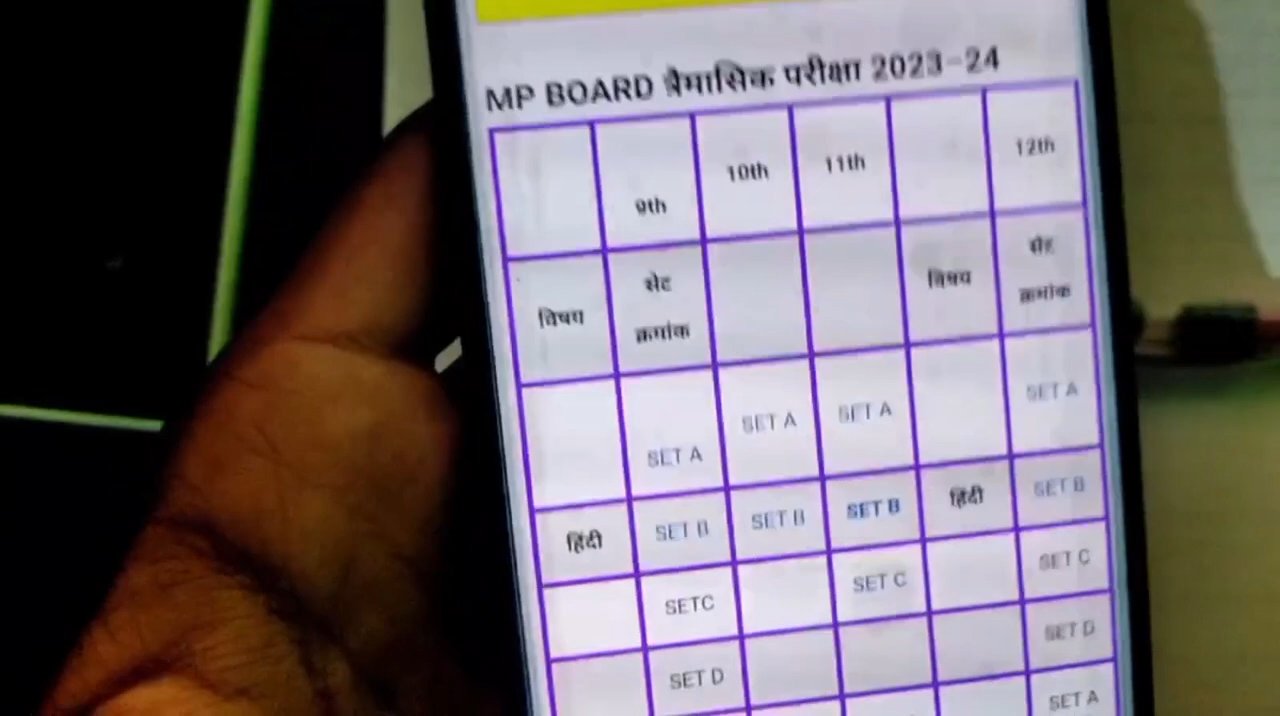 MP BOARD त्रैमासिक परीक्षा 2023-24
9th 10th 11th 12th
विषय सेट क्रमांक विषय सेट क्रमांक
SET A SET A SET A SET A
हिंदी SET B SET B SET B हिंदी SET B
SETC SET C SET C
SET D SET D
SET A